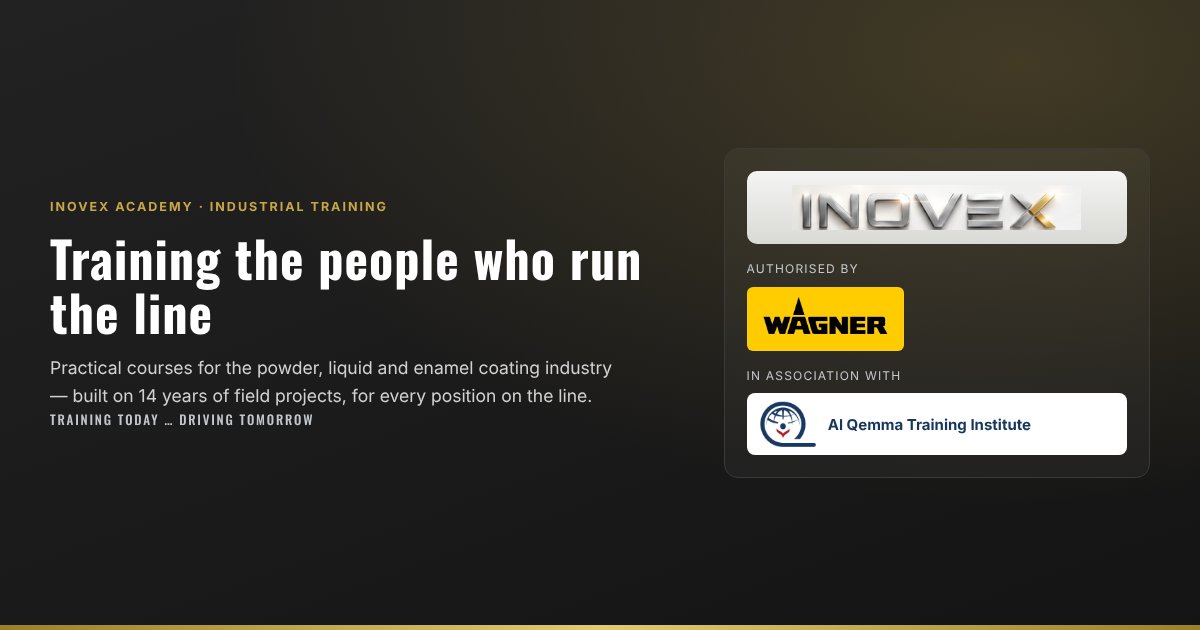 INOVEX ACADEMY · INDUSTRIAL TRAINING
Training the people who run
the line
Practical courses for the powder, liquid and enamel coating industry
— built on 14 years of field projects, for every position on the line.
TRAINING TODAY … DRIVING TOMORROW
INOVEX
AUTHORISED BY
WAGNER
IN ASSOCIATION WITH
Al Qemma Training Institute